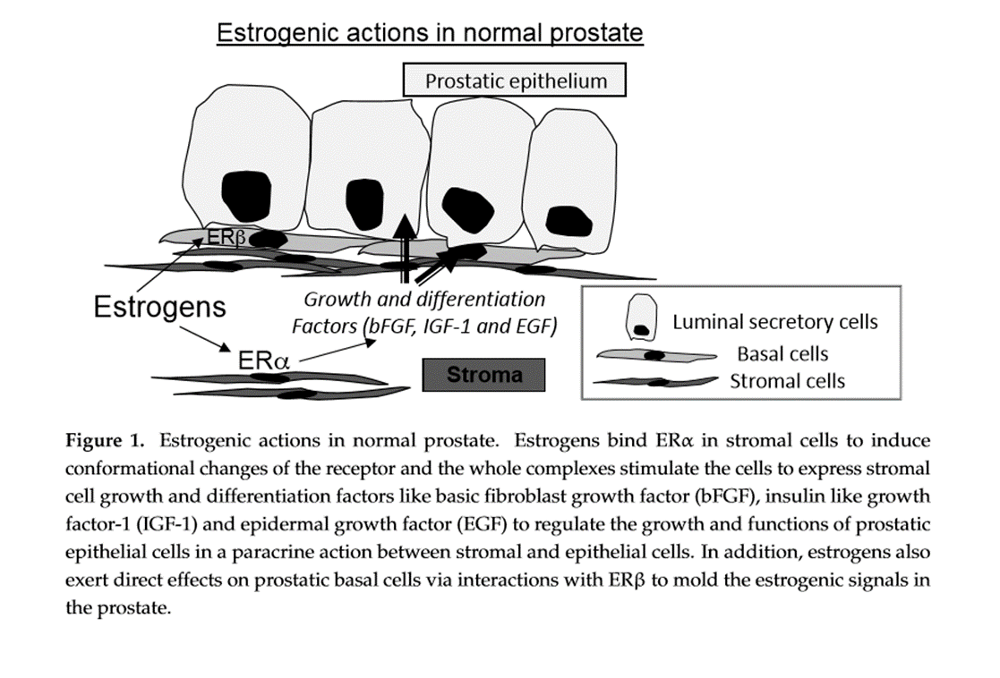 Estrogenic actions in normal prostate
Prostatic epithelium
ERβ
Estrogens
Growth and differentiation
Factors (bFGF, IGF-1 and EGF)
ERα
Stroma
Luminal secretory cells
Basal cells
Stromal cells
Figure 1. Estrogenic actions in normal prostate. Estrogens bind ERα in stromal cells to induce
conformational changes of the receptor and the whole complexes stimulate the cells to express stromal
cell growth and differentiation factors like basic fibroblast growth factor (bFGF), insulin like growth
factor-1 (IGF-1) and epidermal growth factor (EGF) to regulate the growth and functions of prostatic
epithelial cells in a paracrine action between stromal and epithelial cells. In addition, estrogens also
exert direct effects on prostatic basal cells via interactions with ERβ to mold the estrogenic signals in
the prostate.